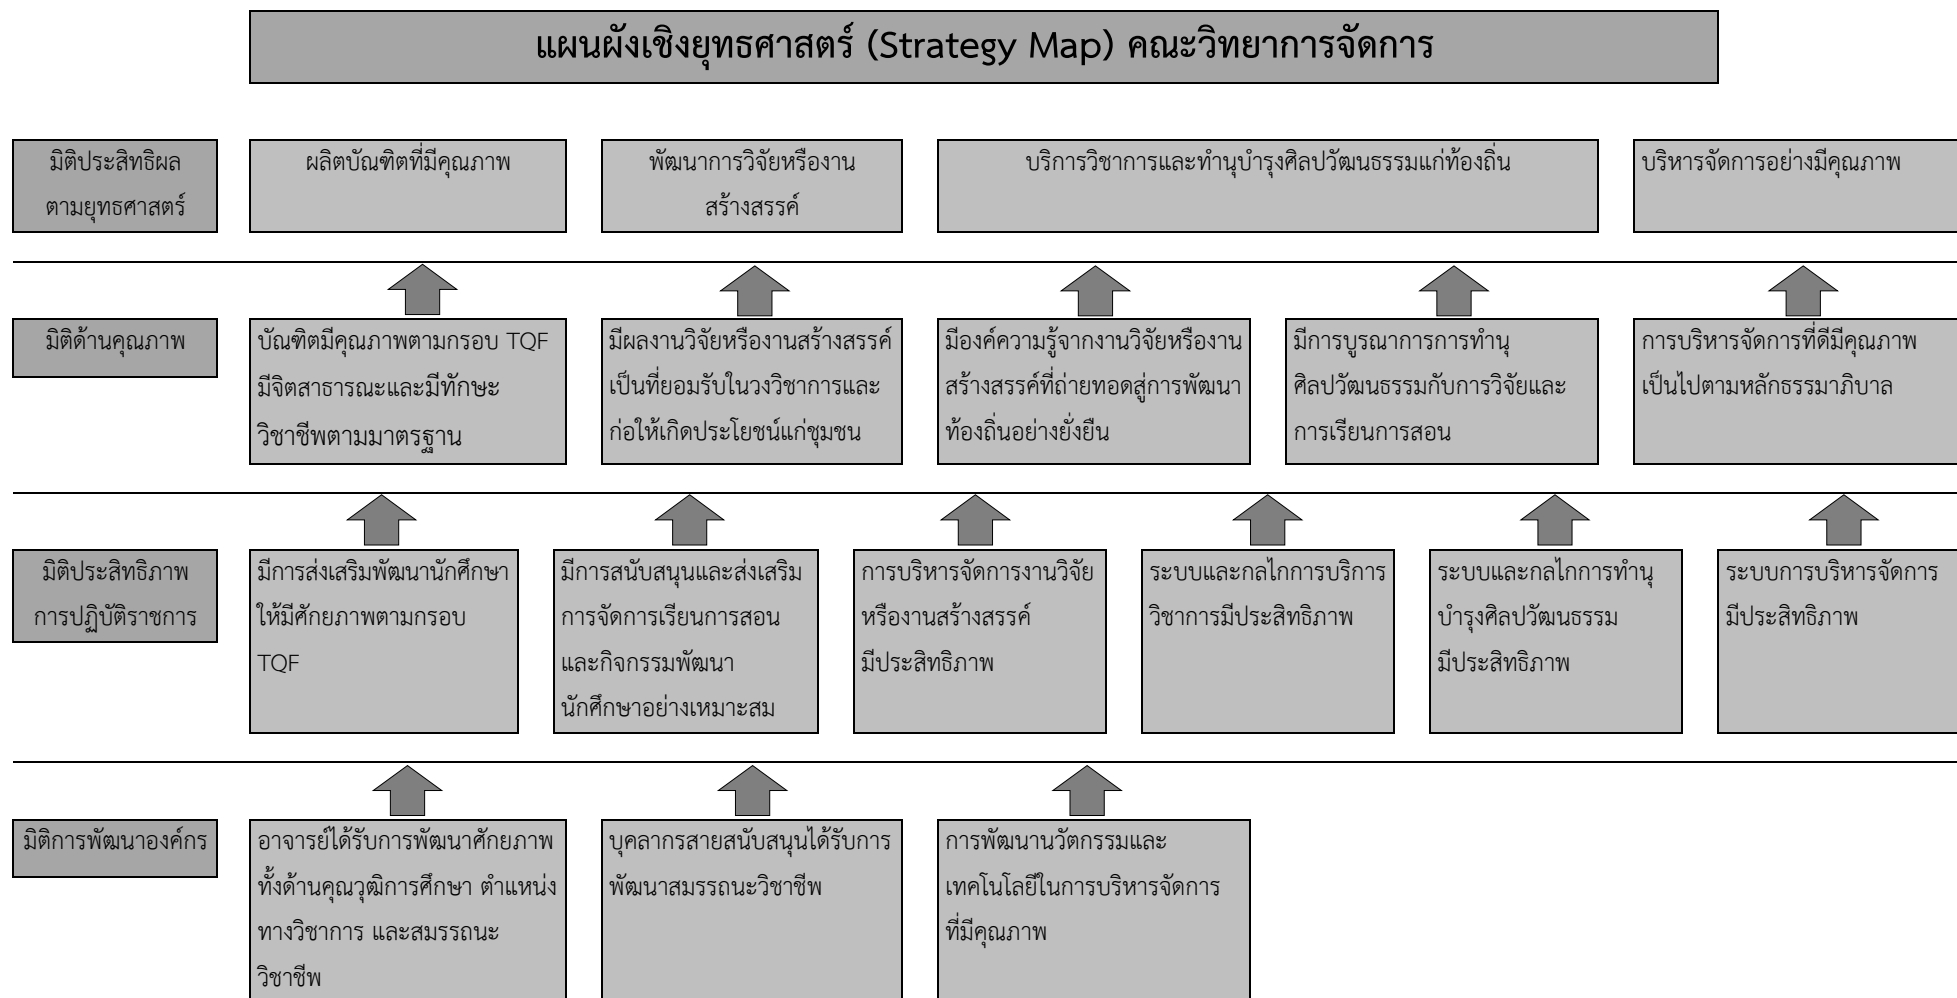 แผนผังเชิงยุทธศาสตร์ (Strategy Map) คณะวิทยาการจัดการ
มิติประสิทธิผล
ตามยุทธศาสตร์
ผลิตบัณฑิตที่มีคุณภาพ
พัฒนาการวิจัยหรืองาน
สร้างสรรค์
บริการวิชาการและทำนุบำรุงศิลปวัฒนธรรมแก่ท้องถิ่น
บริหารจัดการอย่างมีคุณภาพ
มิติด้านคุณภาพ
บัณฑิตมีคุณภาพตามกรอบ TQF
มีจิตสาธารณะและมีทักษะ
วิชาชีพตามมาตรฐาน
มีผลงานวิจัยหรืองานสร้างสรรค์
เป็นที่ยอมรับในวงวิชาการและ
ก่อให้เกิดประโยชน์แก่ชุมชน
มีองค์ความรู้จากงานวิจัยหรืองาน
สร้างสรรค์ที่ถ่ายทอดสู่การพัฒนา
ท้องถิ่นอย่างยั่งยืน
มีการบูรณาการการทำนุ
ศิลปวัฒนธรรมกับการวิจัยและ
การเรียนการสอน
การบริหารจัดการที่ดีมีคุณภาพ
เป็นไปตามหลักธรรมาภิบาล
มิติประสิทธิภาพ
การปฏิบัติราชการ
มีการส่งเสริมพัฒนานักศึกษา
ให้มีศักยภาพตามกรอบ
TQF
มีการสนับสนุนและส่งเสริม
การจัดการเรียนการสอน
และกิจกรรมพัฒนา
นักศึกษาอย่างเหมาะสม
การบริหารจัดการงานวิจัย
หรืองานสร้างสรรค์
มีประสิทธิภาพ
ระบบและกลไกการบริการ
วิชาการมีประสิทธิภาพ
ระบบและกลไกการทำนุ
บำรุงศิลปวัฒนธรรม
มีประสิทธิภาพ
ระบบการบริหารจัดการ
มีประสิทธิภาพ
มิติการพัฒนาองค์กร
อาจารย์ได้รับการพัฒนาศักยภาพ
ทั้งด้านคุณวุฒิการศึกษา ตำแหน่ง
ทางวิชาการ และสมรรถนะ
วิชาชีพ
บุคลากรสายสนับสนุนได้รับการ
พัฒนาสมรรถนะวิชาชีพ
การพัฒนานวัตกรรมและ
เทคโนโลยีในการบริหารจัดการ
ที่มีคุณภาพ